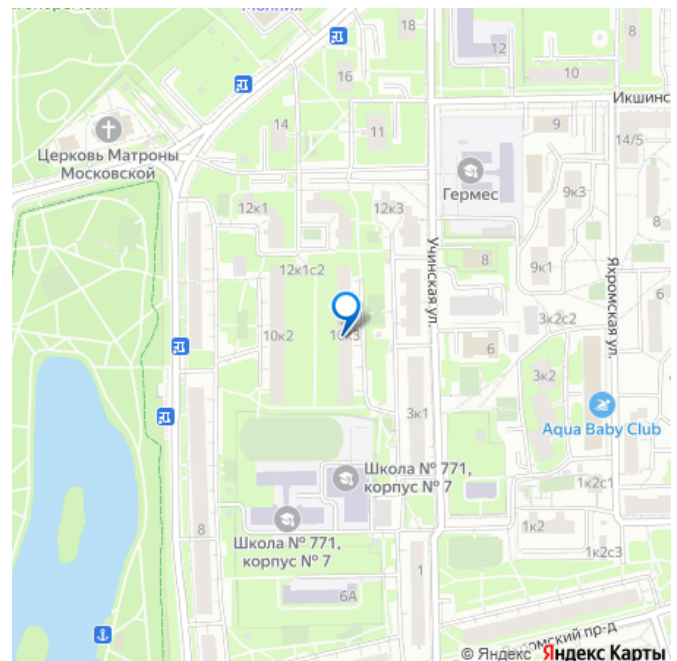 Молния
18
8
12
16
10
Икшинс
14
11
9
14/5
Церковь Матроны
Московской
Гермес
9к3
12к1
12к3
8
8
Учинская ул.
12к1с2
9к1
Яхромская ул.
6
10к2
10к3
3к2с2
6
3к2
3к1
Aqua Baby Club
Школа № 771,
корпус № 7
1к2с1
8
1к2
Школа № 771,
корпус № 7
1к2с3
1
6А
омский пр-д
© Яндекс Яндекс Карты